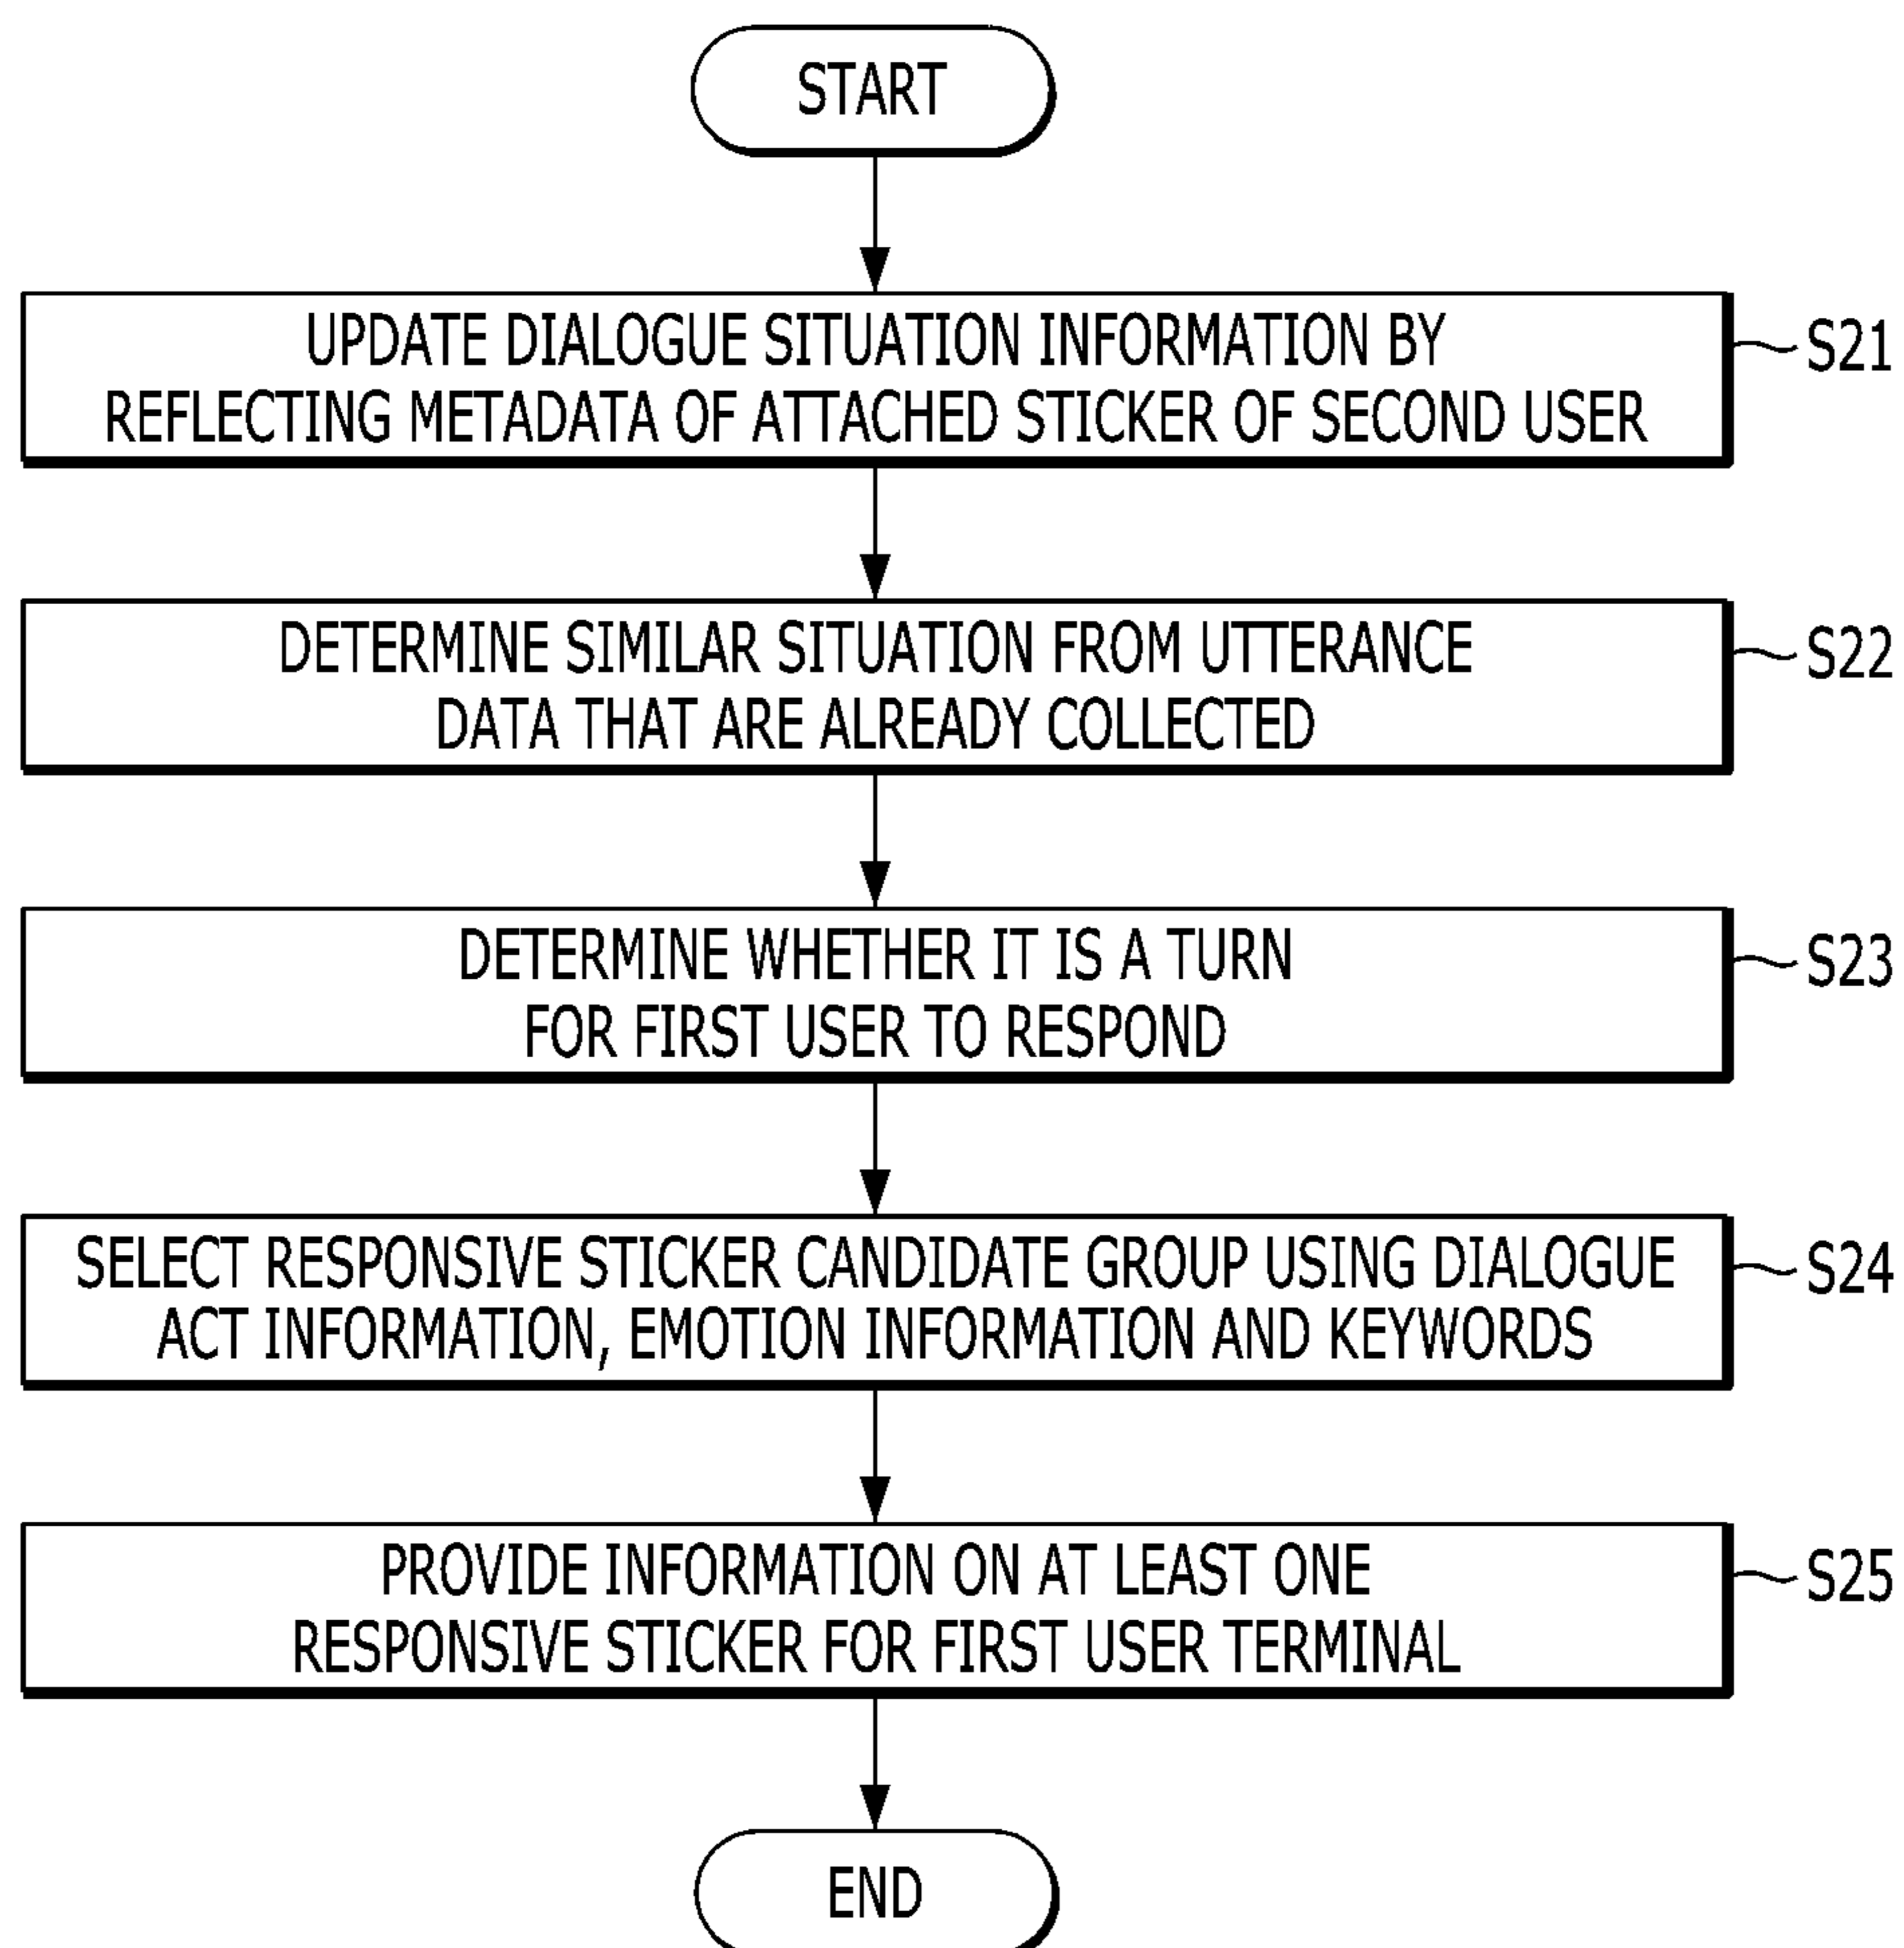 START
UPDATE DIALOGUE SITUATION INFORMATION BY
REFLECTING METADATA OF ATTACHED STICKER OF SECOND USER
S21
DETERMINE SIMILAR SITUATION FROM UTTERANCE
DATA THAT ARE ALREADY COLLECTED
S22
DETERMINE WHETHER IT IS A TURN
FOR FIRST USER TO RESPOND
S23
SELECT RESPONSIVE STICKER CANDIDATE GROUP USING DIALOGUE
ACT INFORMATION, EMOTION INFORMATION AND KEYWORDS
S24
PROVIDE INFORMATION ON AT LEAST ONE
RESPONSIVE STICKER FOR FIRST USER TERMINAL
S25
END